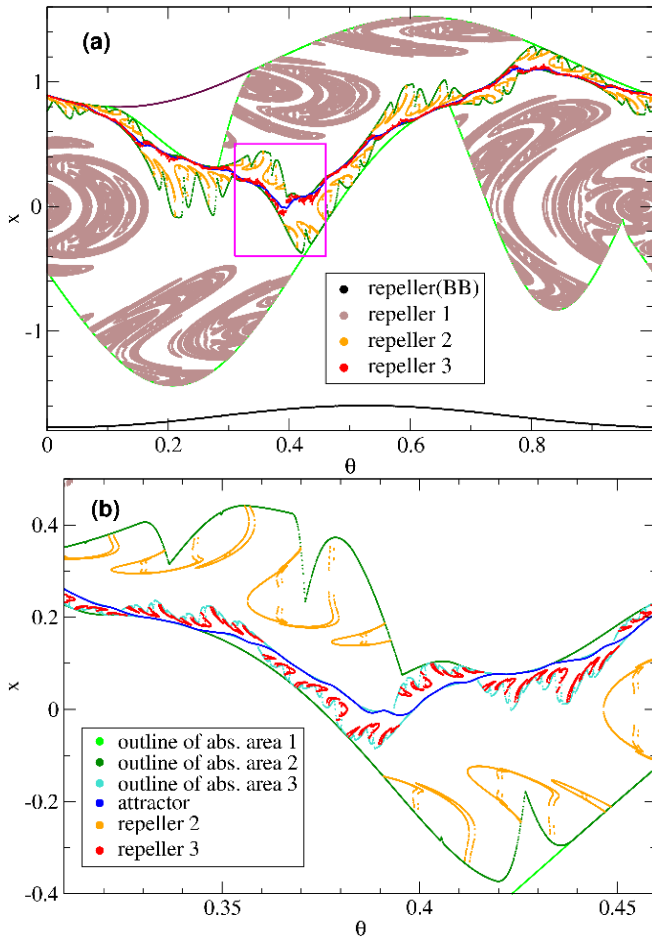 (a)
1
0
-1
x
repeller(BB)
repeller 1
repeller 2
repeller 3
0 0.2 0.4 0.6 0.8
θ
(b)
0.4
0.2
0
-0.2
-0.4
x
outline of abs. area 1
outline of abs. area 2
outline of abs. area 3
attractor
repeller 2
repeller 3
0.35 0.4 0.45
θ